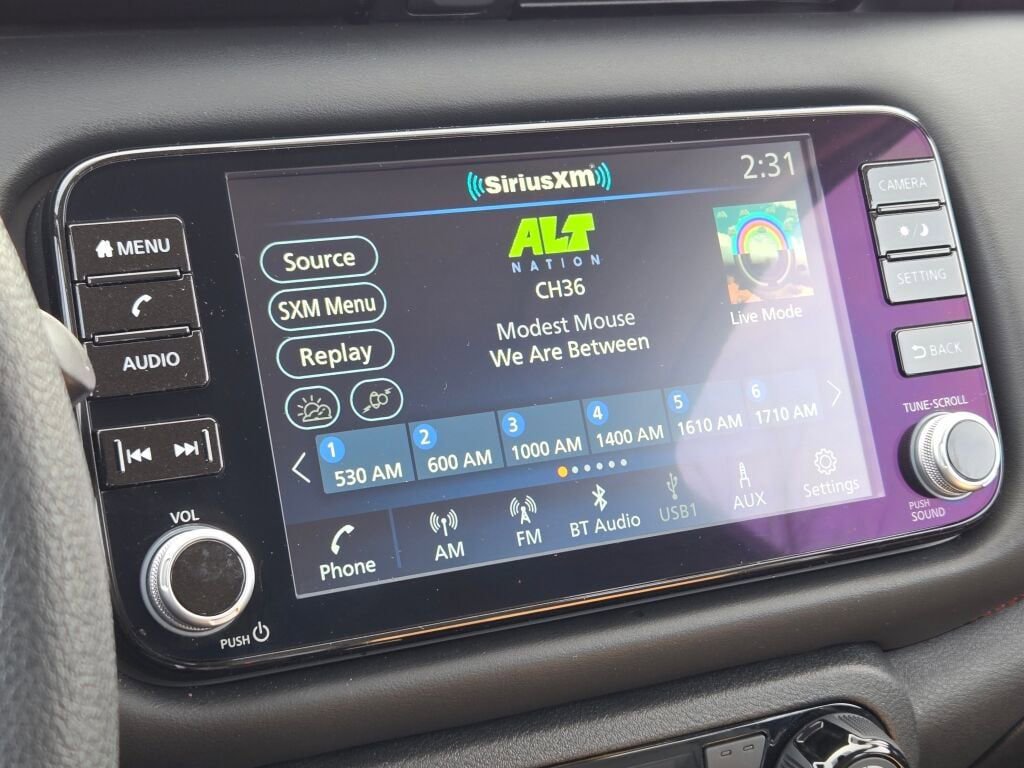 SiriusXM
2:31
MENU
AUDIO
VOL
PUSH
Source
SXM Menu
Replay
ALT
NATION
CH36
Modest Mouse
We Are Between
Live Mode
1
530 AM
2
600 AM
3
1000 AM
4
1400 AM
5
1610 AM
6
1710 AM
Phone
AM
FM
BT Audio
USB1
AUX
Settings
CAMERA
/
SETTING
BACK
TUNE-SCROLL
PUSH
SOUND